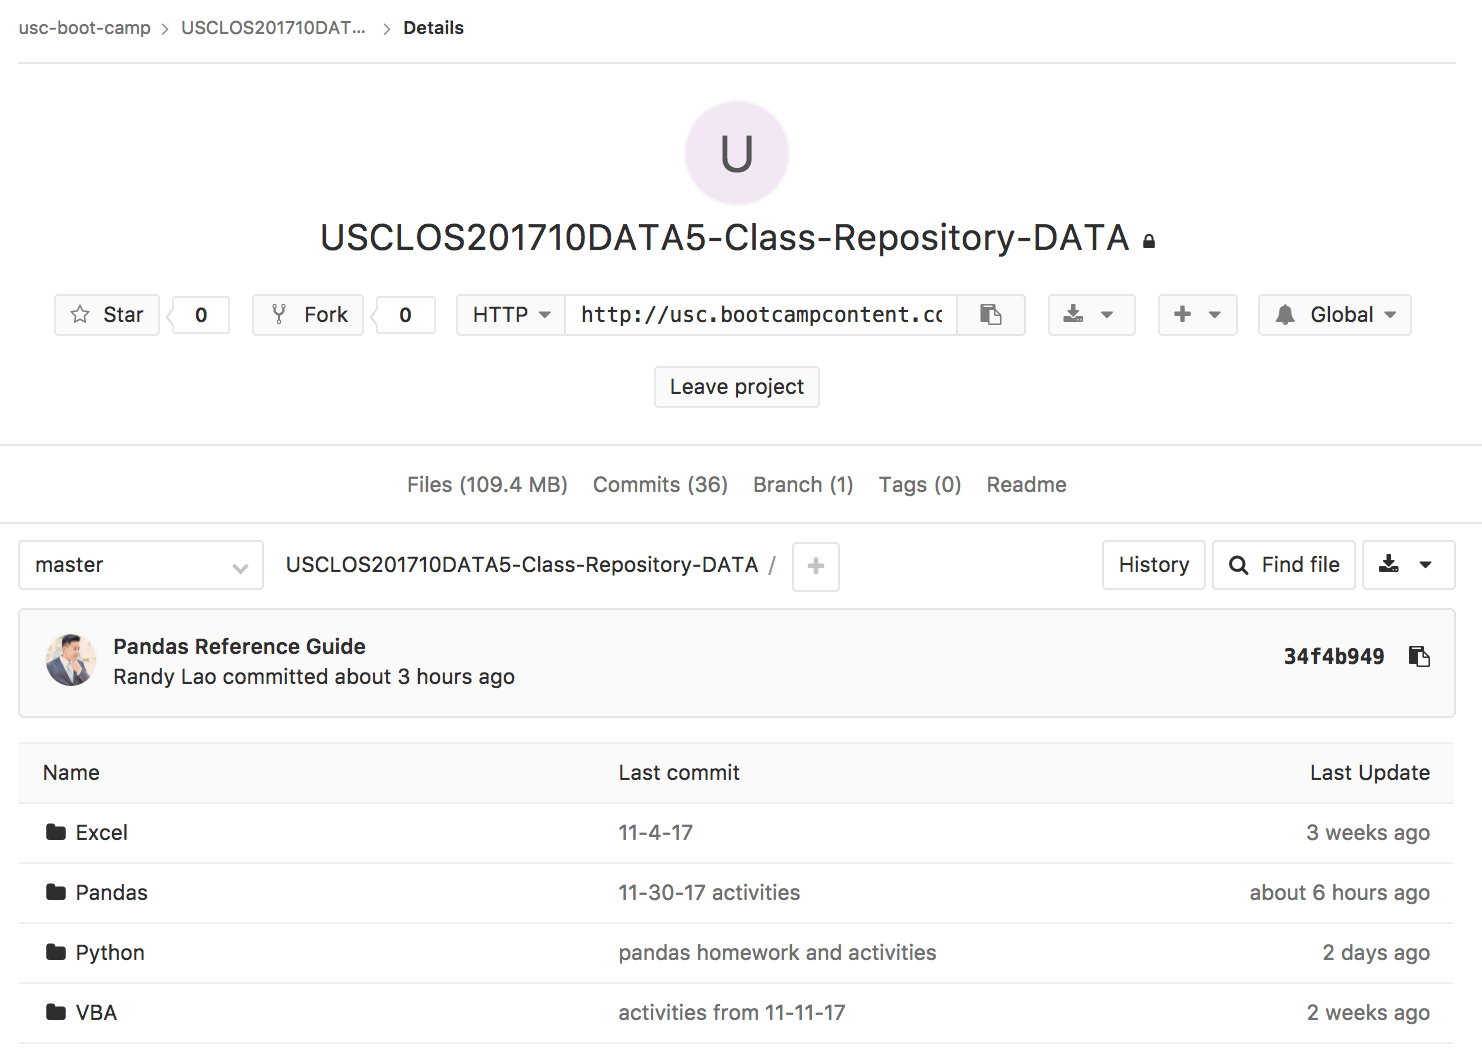 usc-boot-camp > USCLOS201710DAT... > Details
U
USCLOS201710DATA5-Class-Repository-DATA
Star 0 Fork 0 HTTP http://usc.bootcampcontent.cc Global
Leave project
Files (109.4 MB) Commits (36) Branch (1) Tags (0) Readme
master USCLOS201710DATA5-Class-Repository-DATA / + History Find file
Pandas Reference Guide
Randy Lao committed about 3 hours ago
34f4b949
Name Last commit Last Update
Excel 11-4-17 3 weeks ago
Pandas 11-30-17 activities about 6 hours ago
Python pandas homework and activities 2 days ago
VBA activities from 11-11-17 2 weeks ago